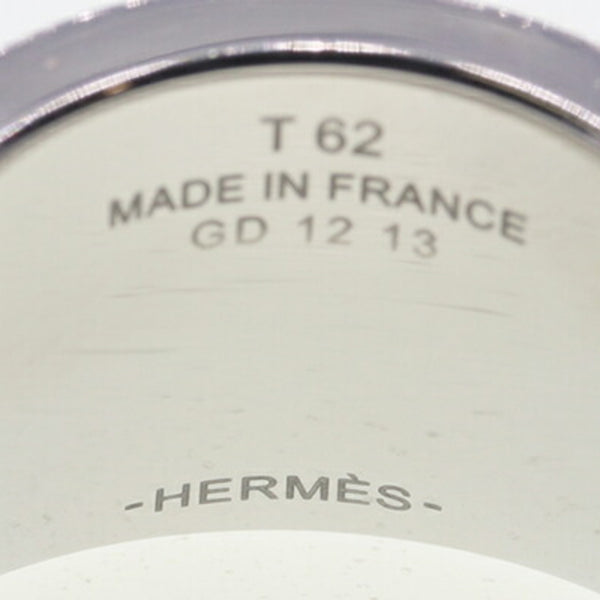 T 62
MADE IN FRANCE
GD 12 13
-HERMÈS-